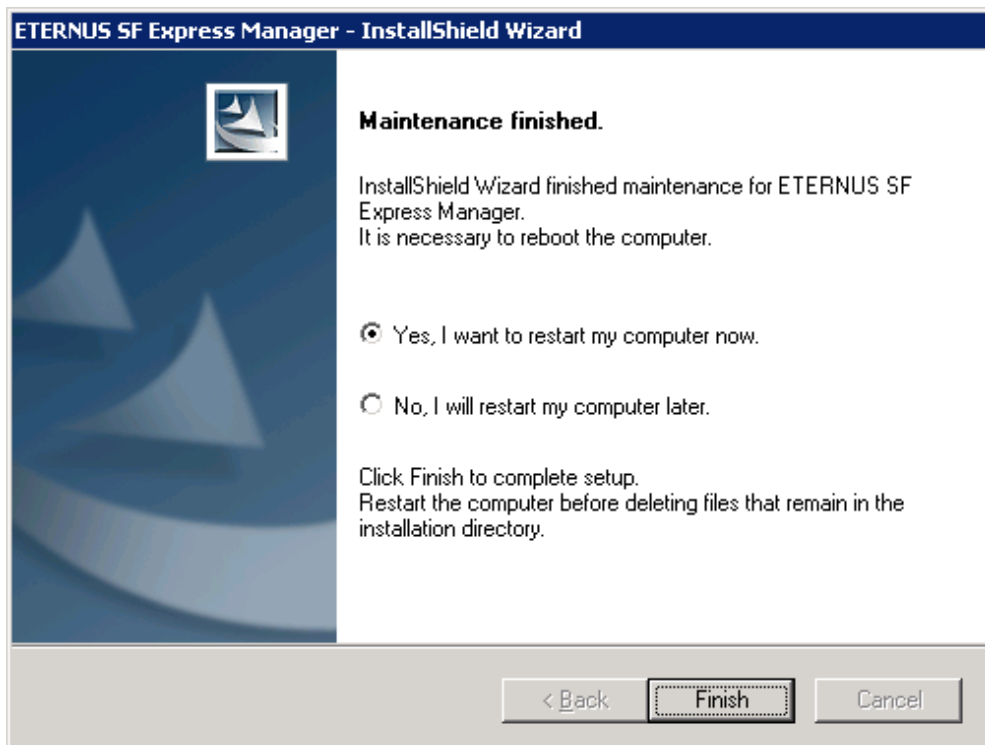 ETERNUS SF Express Manager - InstallShield Wizard
Maintenance finished.
InstallShield Wizard finished maintenance for ETERNUS SF
Express Manager.
It is necessary to reboot the computer.
Yes, I want to restart my computer now.
No, I will restart my computer later.
Click Finish to complete setup.
Restart the computer before deleting files that remain in the
installation directory.
< Back
Finish
Cancel